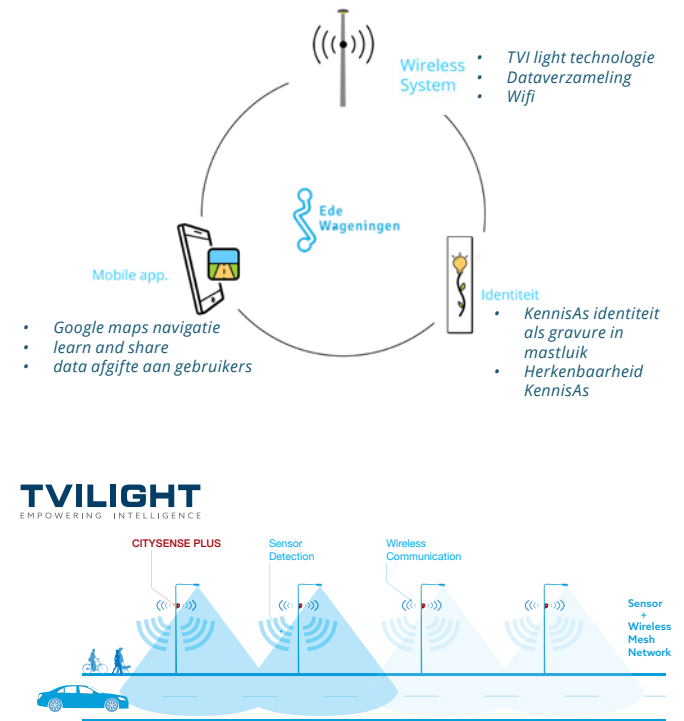 Wireless
System
• TVI light technologie
• Dataverzameling
• Wifi
Ede
Wageningen
Mobile app.
• Google maps navigatie
• learn and share
• data afgifte aan gebruikers
Identiteit
• KennisAs identiteit
als gravure in
mastluik
• Herkenbaarheid
KennisAs
TVILIGHT
EMPOWERING INTELLIGENCE
CITYSENSE PLUS
Sensor
Detection
Wireless
Communication
Sensor
+
Wireless
Mesh
Network